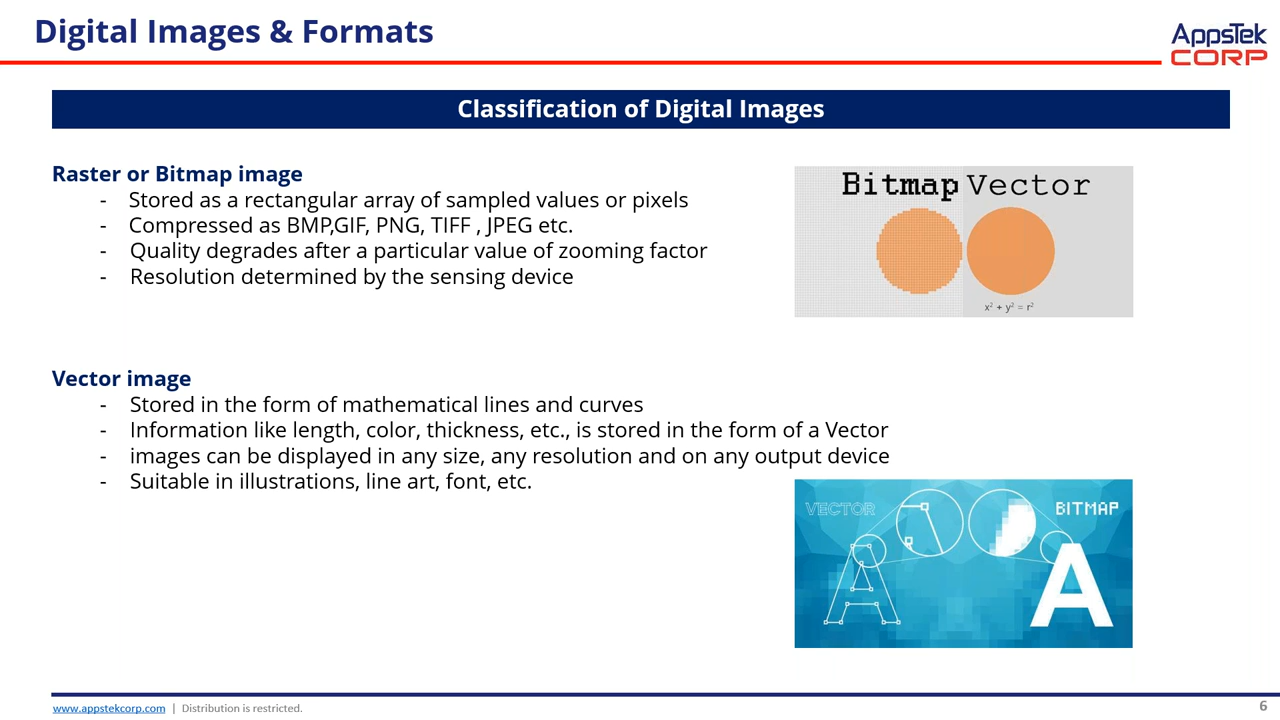 Digital Images & Formats
AppsTek
CORP
Classification of Digital Images
Raster or Bitmap image
- Stored as a rectangular array of sampled values or pixels
- Compressed as BMP,GIF, PNG, TIFF , JPEG etc.
- Quality degrades after a particular value of zooming factor
- Resolution determined by the sensing device
Bitmap Vector
x² + y² = r²
Vector image
- Stored in the form of mathematical lines and curves
- Information like length, color, thickness, etc., is stored in the form of a Vector
- images can be displayed in any size, any resolution and on any output device
- Suitable in illustrations, line art, font, etc.
VECTOR
BITMAP
A
A
www.appstekcorp.com | Distribution is restricted.
6